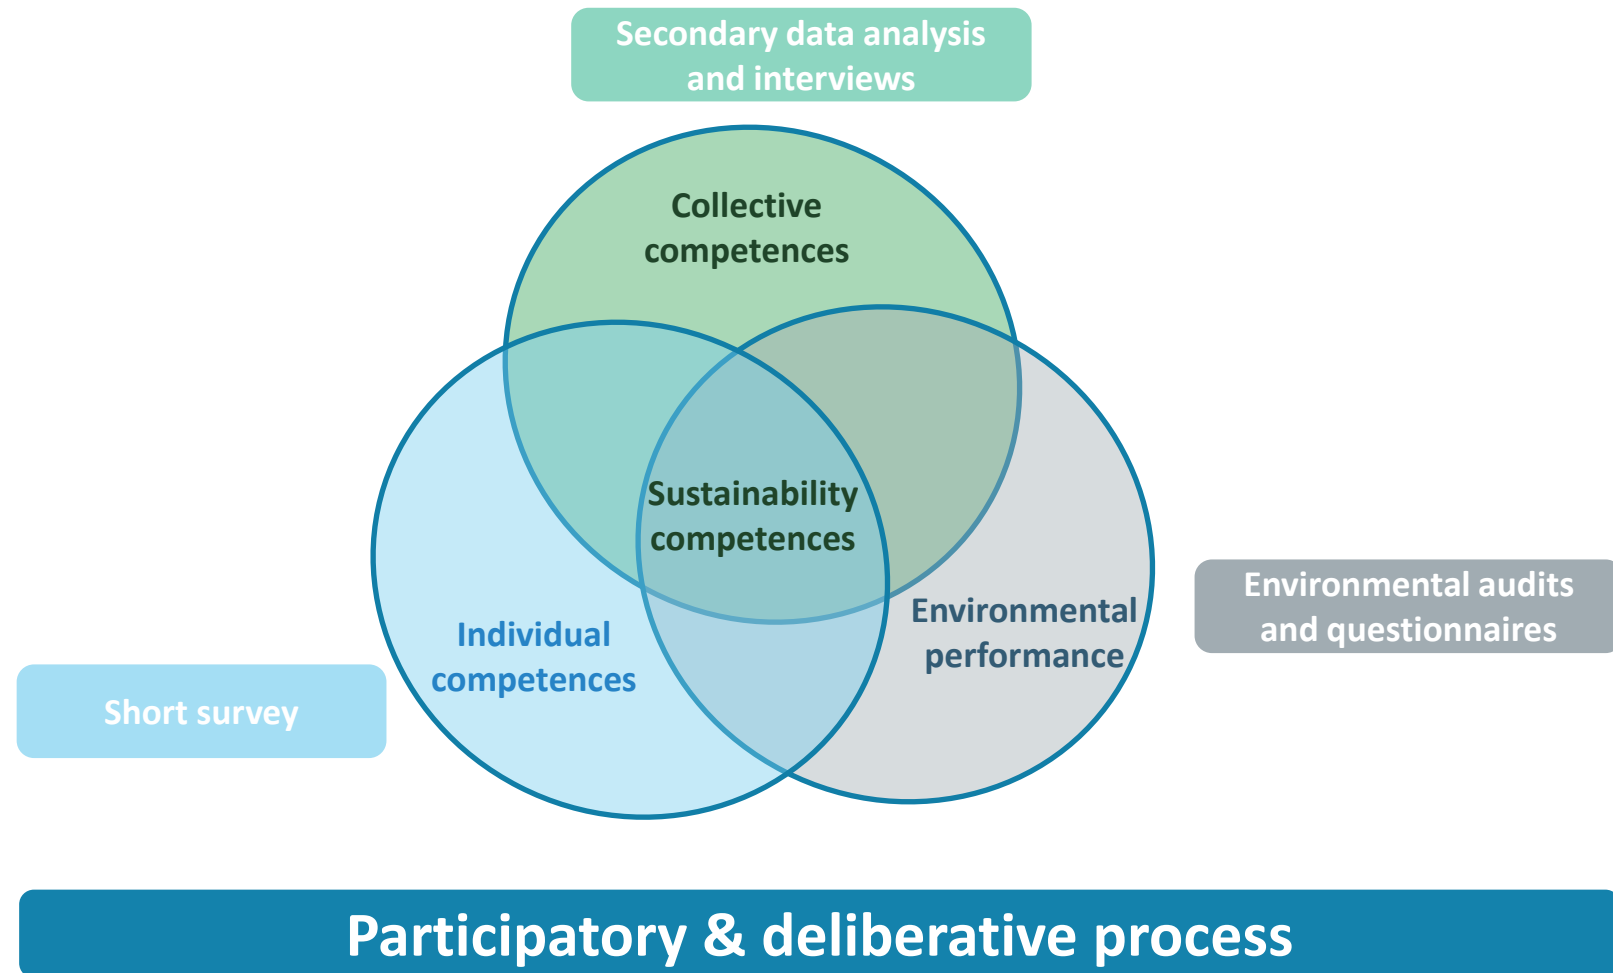 Secondary data analysis
and interviews
Collective
competences
Sustainability
competences
Environmental audits
and questionnaires
Environmental
performance
Individual
competences
Short survey
Participatory & deliberative process